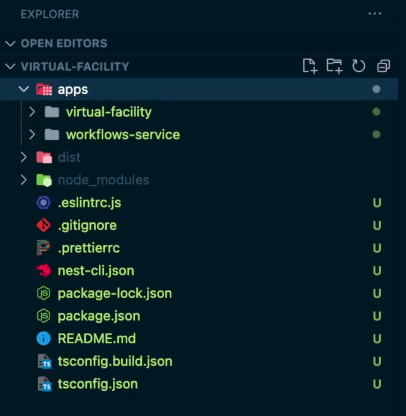 EXPLORER
OPEN EDITORS
VIRTUAL-FACILITY
apps
virtual-facility
workflows-service
dist
node_modules
.eslintrc.js U
.gitignore U
.prettierrc U
nest-cli.json U
package-lock.json U
package.json U
README.md U
tsconfig.build.json U
tsconfig.json U